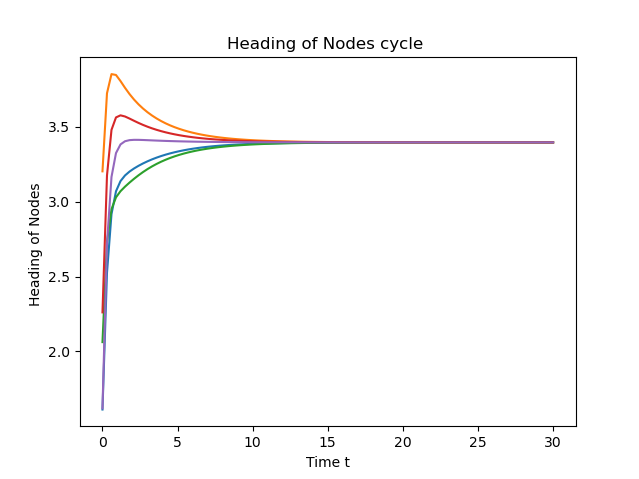 Heading of Nodes cycle
Heading of Nodes
3.5
3.0
2.5
2.0
0 5 10 15 20 25 30
Time t